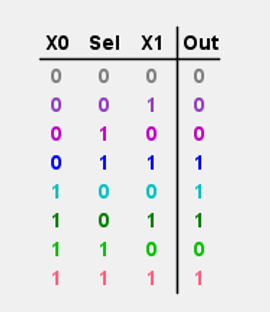 X0 Sel X1 Out
0 0 0 0
0 0 1 0
0 1 0 0
0 1 1 1
1 0 0 1
1 0 1 1
1 1 0 0
1 1 1 1